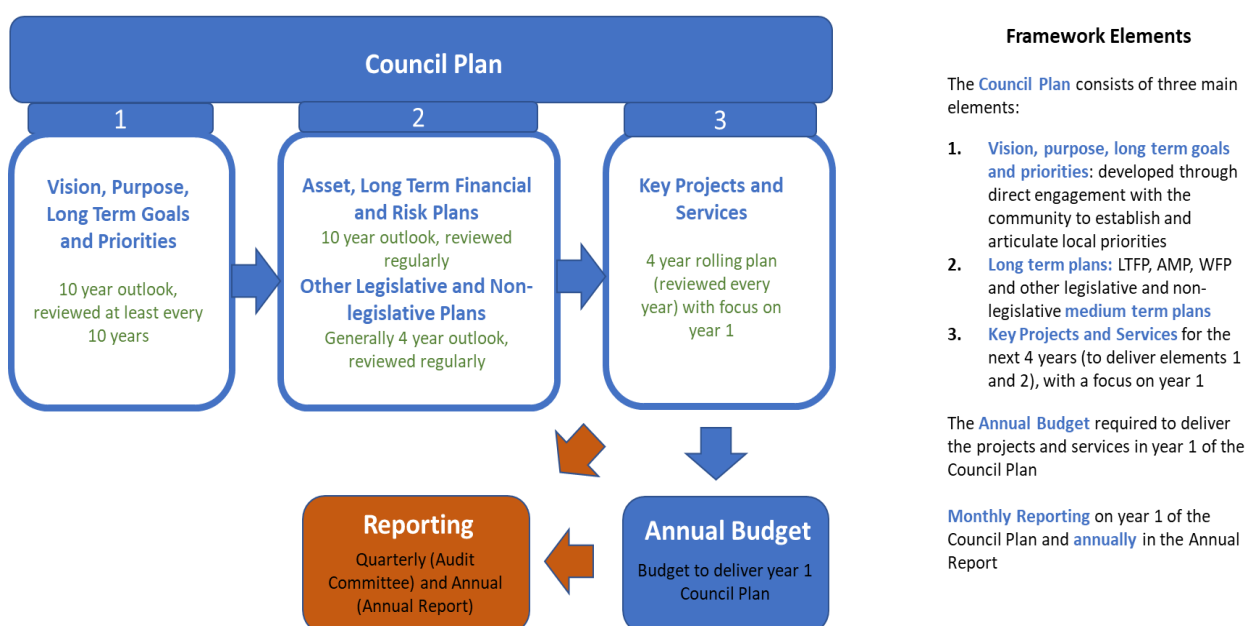 Council Plan
1
2
3
Vision, Purpose,
Long Term Goals
and Priorities
10 year outlook,
reviewed at least every
10 years
Asset, Long Term Financial
and Risk Plans
10 year outlook, reviewed
regularly
Other Legislative and Non-
legislative Plans
Generally 4 year outlook,
reviewed regularly
Key Projects and
Services
4 year rolling plan
(reviewed every
year) with focus on
year 1
Reporting
Quarterly (Audit
Committee) and Annual
(Annual Report)
Annual Budget
Budget to deliver year 1
Council Plan
Framework Elements
The Council Plan consists of three main
elements:
1. Vision, purpose, long term goals
and priorities: developed through
direct engagement with the
community to establish and
articulate local priorities
2. Long term plans: LTFP, AMP, WFP
and other legislative and non-
legislative medium term plans
3. Key Projects and Services for the
next 4 years (to deliver elements 1
and 2), with a focus on year 1
The Annual Budget required to deliver
the projects and services in year 1 of the
Council Plan
Monthly Reporting on year 1 of the
Council Plan and annually in the Annual
Report